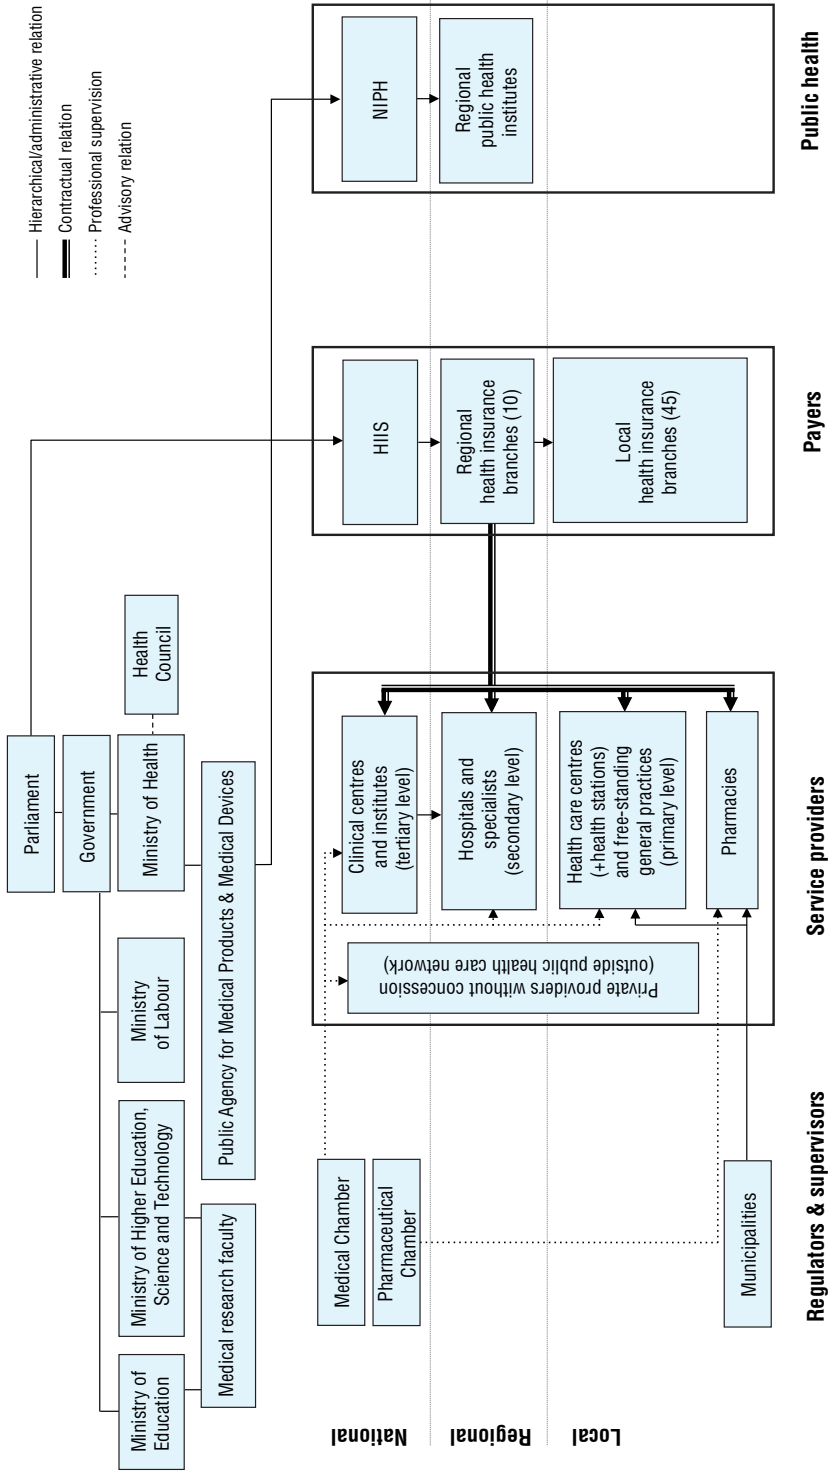 Parliament
Government
Ministry of
Education
Ministry of Higher Education,
Science and Technology
Ministry
of Labour
Ministry of Health
Health
Council
Medical research faculty
Public Agency for Medical Products & Medical Devices
Hierarchical/administrative relation
Contractual relation
Professional supervision
Advisory relation
National
Regional
Local
Medical Chamber
Pharmaceutical
Chamber
Municipalities
Regulators & supervisors
Private providers without concession
(outside public health care network)
Clinical centres
and institutes
(tertiary level)
Hospitals and
specialists
(secondary level)
Health care centres
(+health stations)
and free-standing
general practices
(primary level)
Pharmacies
Service providers
HIIS
Regional
health insurance
branches (10)
Local
health insurance
branches (45)
Payers
NIPH
Regional
public health
institutes
Public health